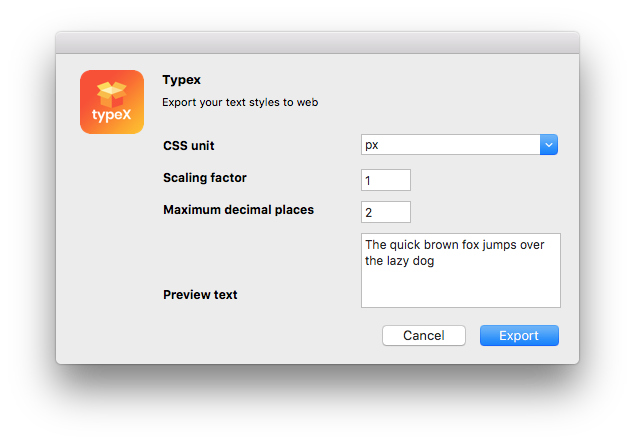 typeX
Typex
Export your text styles to web
CSS unit
px
Scaling factor
1
Maximum decimal places
2
Preview text
The quick brown fox jumps over
the lazy dog
Cancel
Export